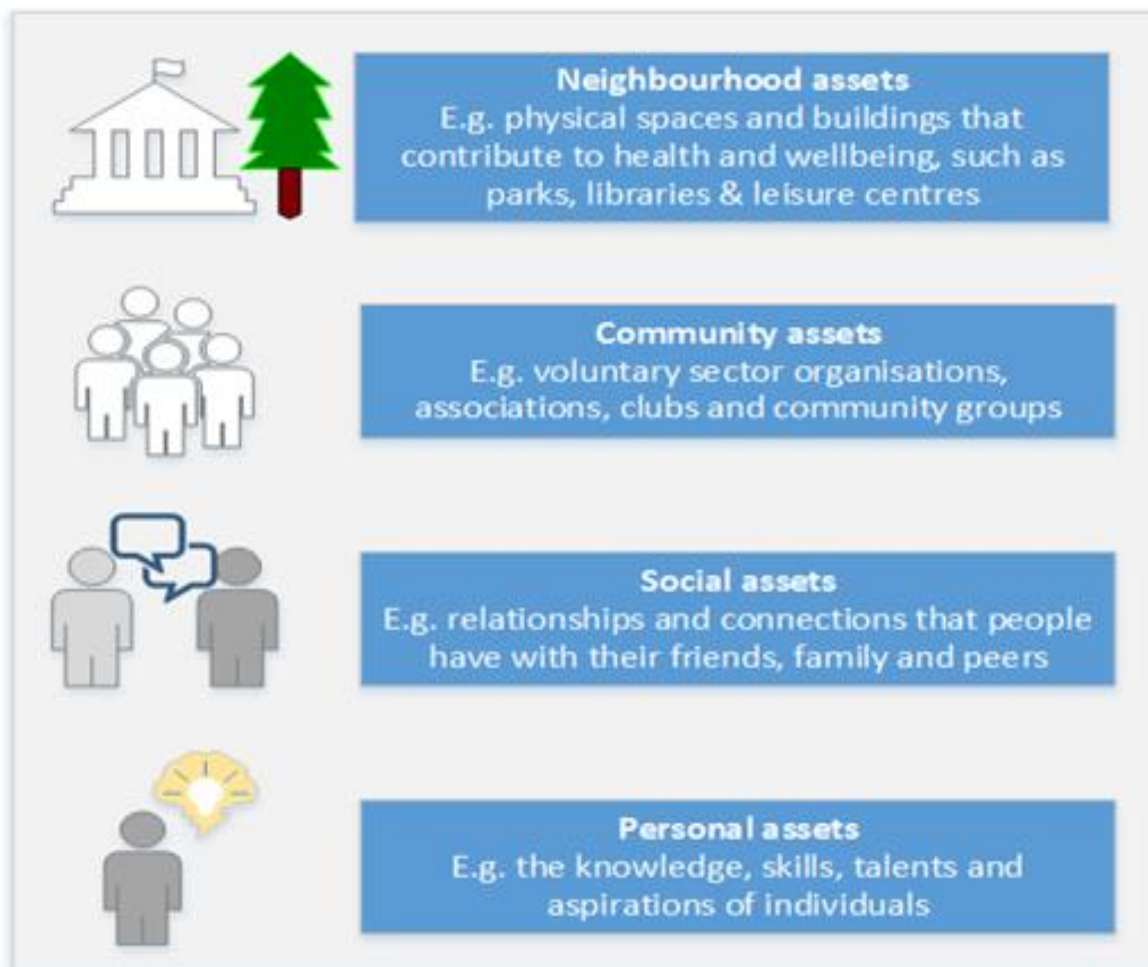 Neighbourhood assets
E.g. physical spaces and buildings that
contribute to health and wellbeing, such as
parks, libraries & leisure centres
Community assets
E.g. voluntary sector organisations,
associations, clubs and community groups
Social assets
E.g. relationships and connections that people
have with their friends, family and peers
Personal assets
E.g. the knowledge, skills, talents and
aspirations of individuals